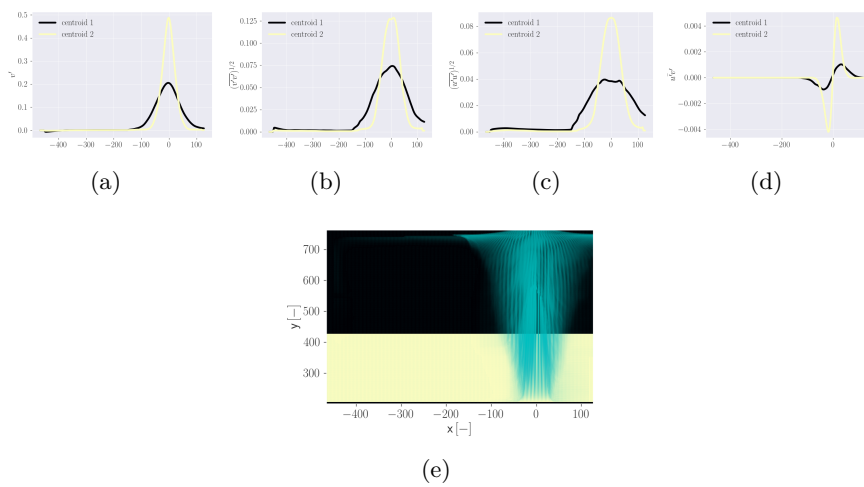 0.5
0.4
0.3
0.2
0.1
0.0
v′
centroid 1
centroid 2
−400 −300 −200 −100 0 100
(a)
0.125
0.100
0.075
0.050
0.025
0.000
centroid 1
centroid 2
−400 −300 −200 −100 0 100
(b)
0.08
0.06
0.04
0.02
0.00
centroid 1
centroid 2
−400 −300 −200 −100 0 100
(c)
0.004
0.002
0.000
−0.002
−0.004
centroid 1
centroid 2
−400 −200 0
(d)
700
600
500
400
300
y [−]
−400 −300 −200 −100 0 100
x [−]
(e)